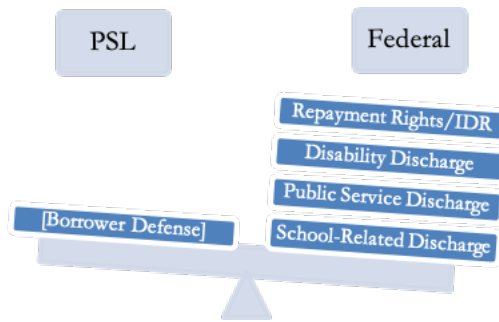 PSL
Federal
Repayment Rights/IDR
Disability Discharge
Public Service Discharge
[Borrower Defense]
School-Related Discharge